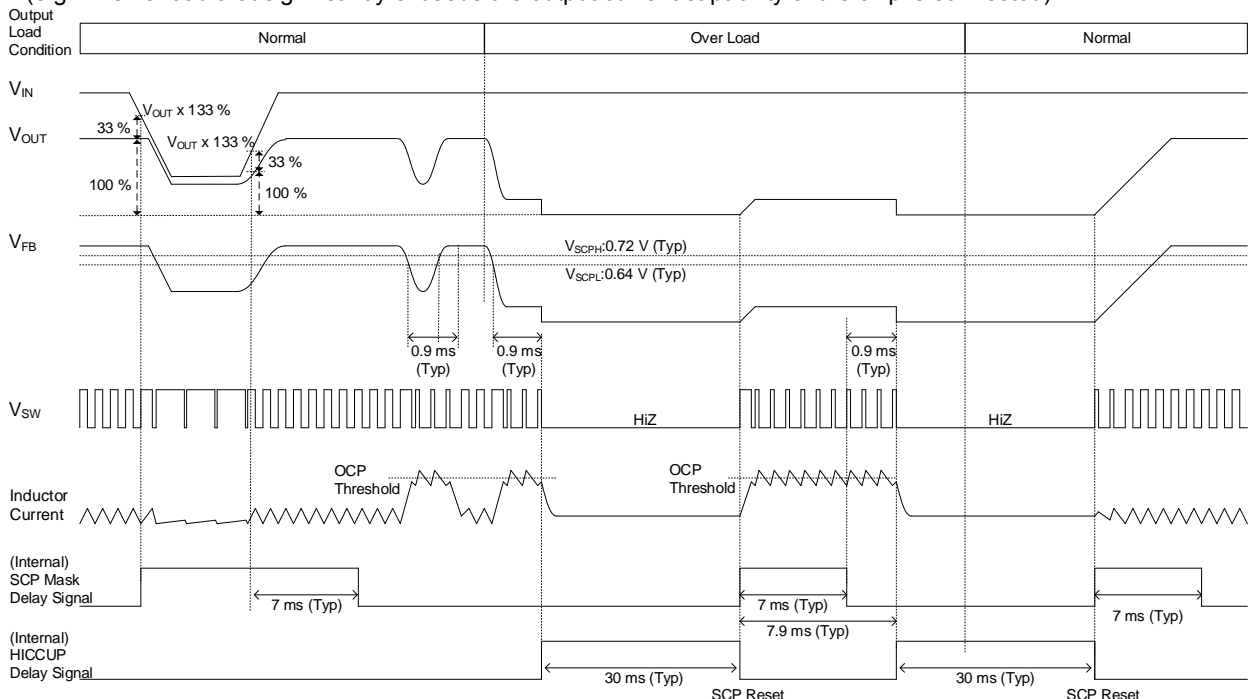 Output
Load
Condition
Normal
Over Load
Normal
VIN
VOUT x 133 %
33 %
VOUT
VOUT x 133 %
33 %
100 %
100 %
VFB
VSCPH:0.72 V (Typ)
VSCPL:0.64 V (Typ)
0.9 ms
(Typ)
0.9 ms
(Typ)
0.9 ms
(Typ)
VSW
HiZ
HiZ
OCP
Threshold
OCP
Threshold
Inductor
Current
(Internal)
SCP Mask
Delay Signal
7 ms (Typ)
7 ms (Typ)
7 ms (Typ)
7.9 ms (Typ)
(Internal)
HICCUP
Delay Signal
30 ms (Typ)
30 ms (Typ)
SCP Reset
SCP Reset